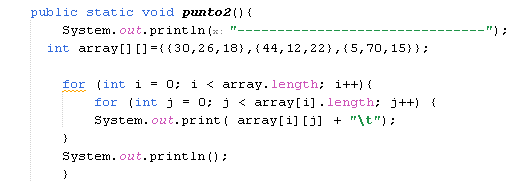 public static void punto2(){
System.out.println(x: "-------------------------------");
int array[][]={{30,26,18},{44,12,22},{5,70,15}};
for (int i = 0; i < array.length; i++){
for (int j = 0; j < array[i].length; j++) {
System.out.print( array[i][j] + "\t");
}
System.out.println();
}